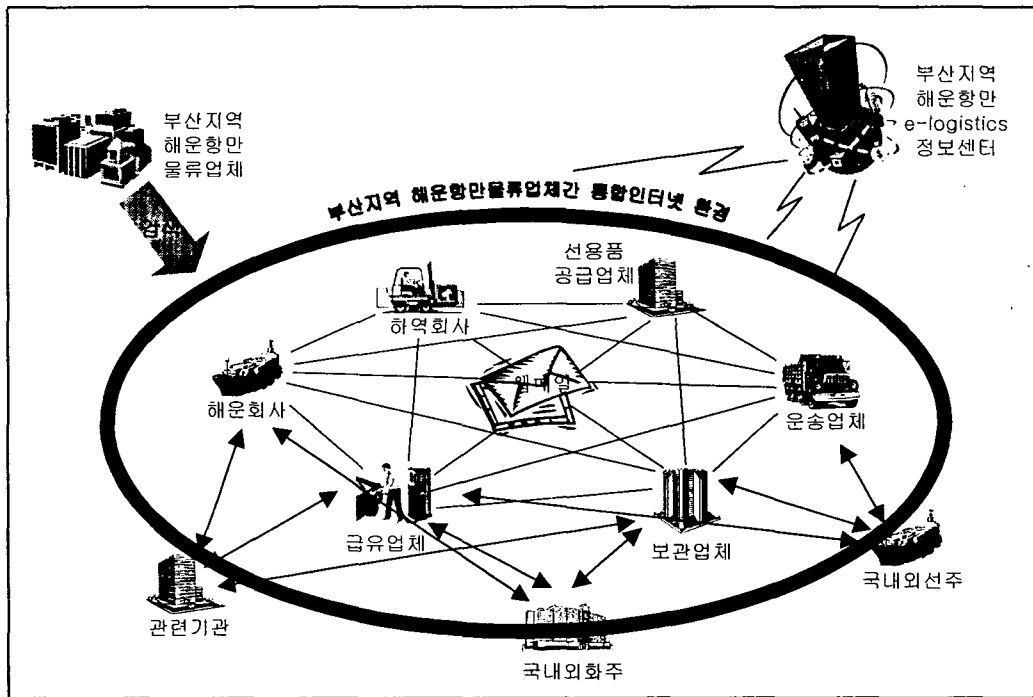 부산지역
해운항만
물류업체
부산지역
해운항만
e-logistics
정보센터
부산지역 해운항만물류업체간 통합인터넷 환경
선용품
공급업체
하역회사
웹메일
해운회사
운송업체
급유업체
보관업체
국내외선주
관련기관
국내외화주